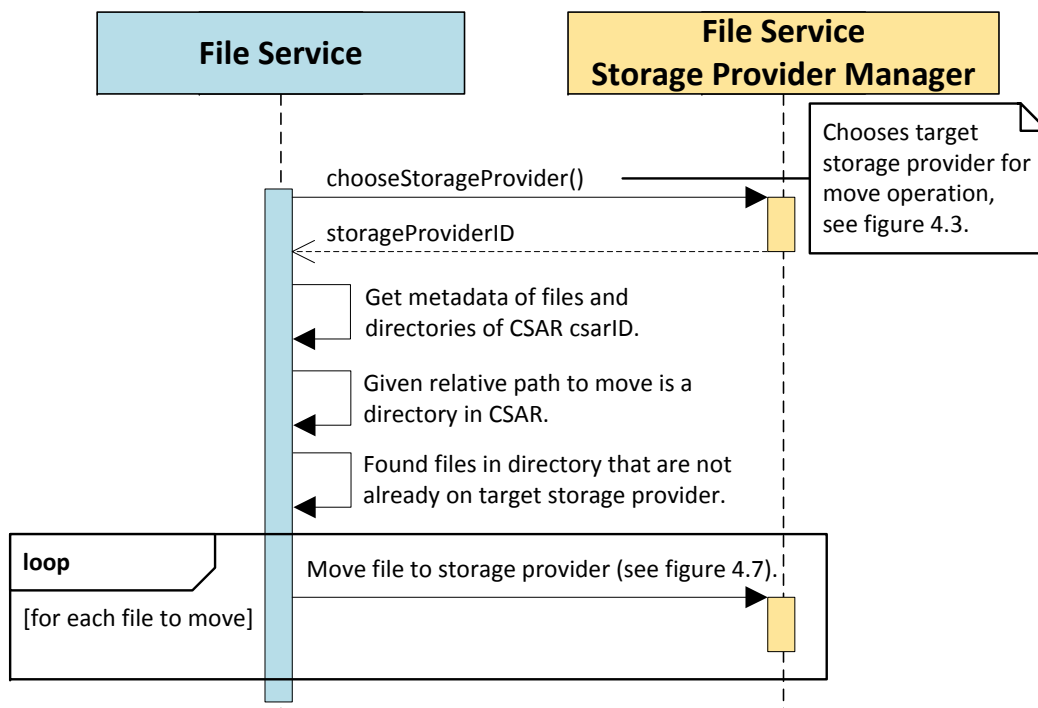 File Service
File Service
Storage Provider Manager
Chooses target
storage provider for
move operation,
see figure 4.3.
chooseStorageProvider()
storageProviderID
Get metadata of files and
directories of CSAR csarID.
Given relative path to move is a
directory in CSAR.
Found files in directory that are not
already on target storage provider.
loop
Move file to storage provider (see figure 4.7).
[for each file to move]